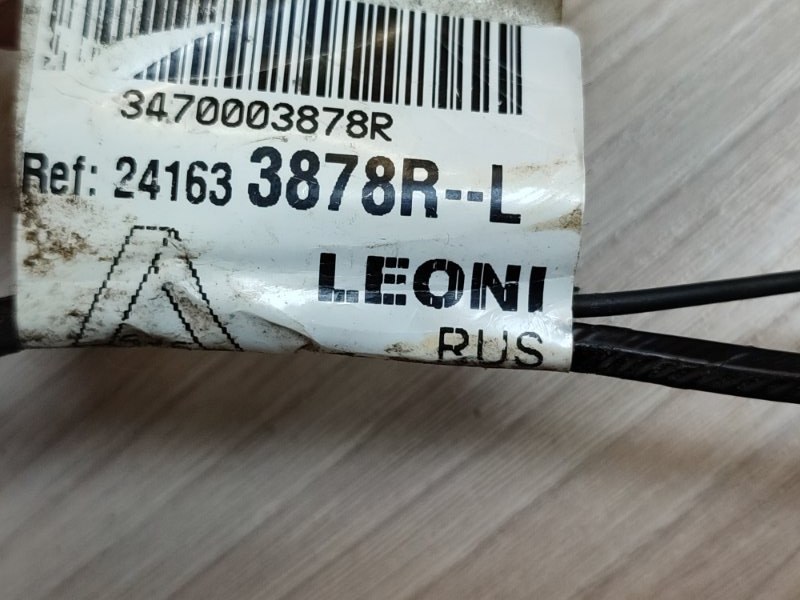 3470003878R
Ref: 24163 3878R--L
LEONI
RUS